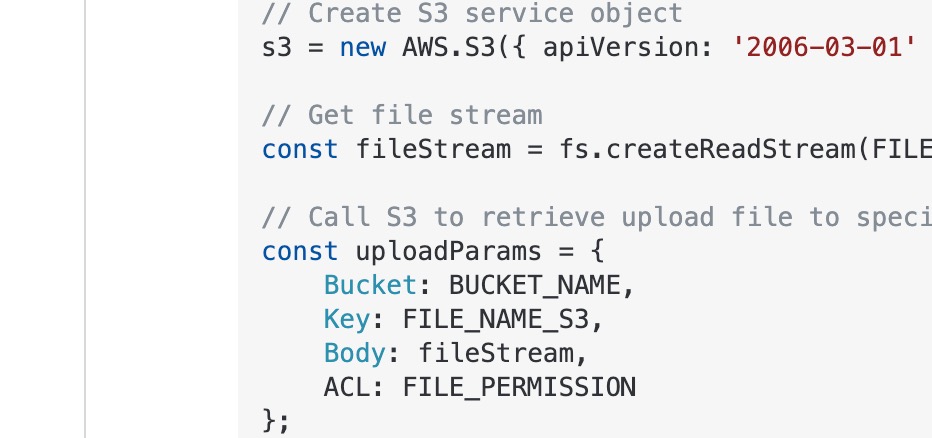 // Create S3 service object
s3 = new AWS.S3({ apiVersion: '2006-03-01'
// Get file stream
const fileStream = fs.createReadStream(FILE
// Call S3 to retrieve upload file to speci
const uploadParams = {
Bucket: BUCKET_NAME,
Key: FILE_NAME_S3,
Body: fileStream,
ACL: FILE_PERMISSION
};